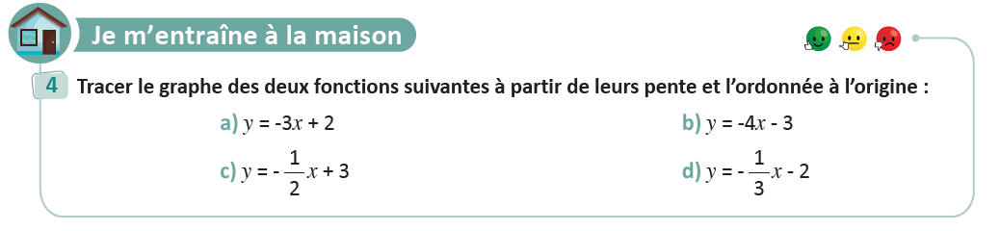 Je m'entraîne à la maison
4 Tracer le graphe des deux fonctions suivantes à partir de leurs pente et l'ordonnée à l'origine :
a) y = -3x + 2 b) y = -4x - 3
c) y = - 1/2 x + 3 d) y = - 1/3 x - 2